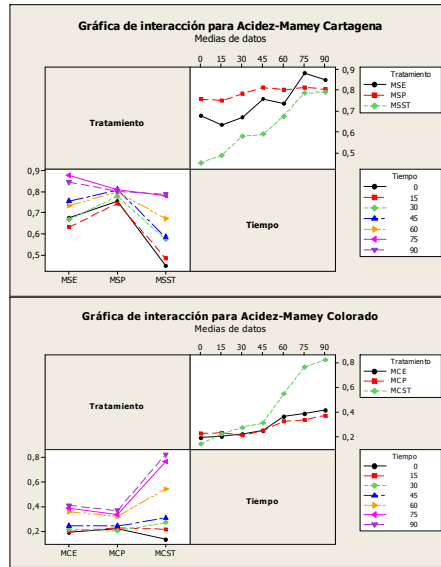 Gráfica de interacción para Acidez-Mamey Cartagena
Medias de datos
0 15 30 45 60 75 90
0,9
0,8
0,7
0,6
0,5
Tratamiento
Tratamiento
MSE
MSP
MSST
0,9
0,8
0,7
0,6
0,5
Tiempo
Tiempo
0
15
30
45
60
75
90
MSE MSP MSST
Gráfica de interacción para Acidez-Mamey Colorado
Medias de datos
0 15 30 45 60 75 90
0,8
0,6
0,4
0,2
Tratamiento
Tratamiento
MCE
MCP
MCST
0,8
0,6
0,4
0,2
Tiempo
Tiempo
0
15
30
45
60
75
90
MCE MCP MCST